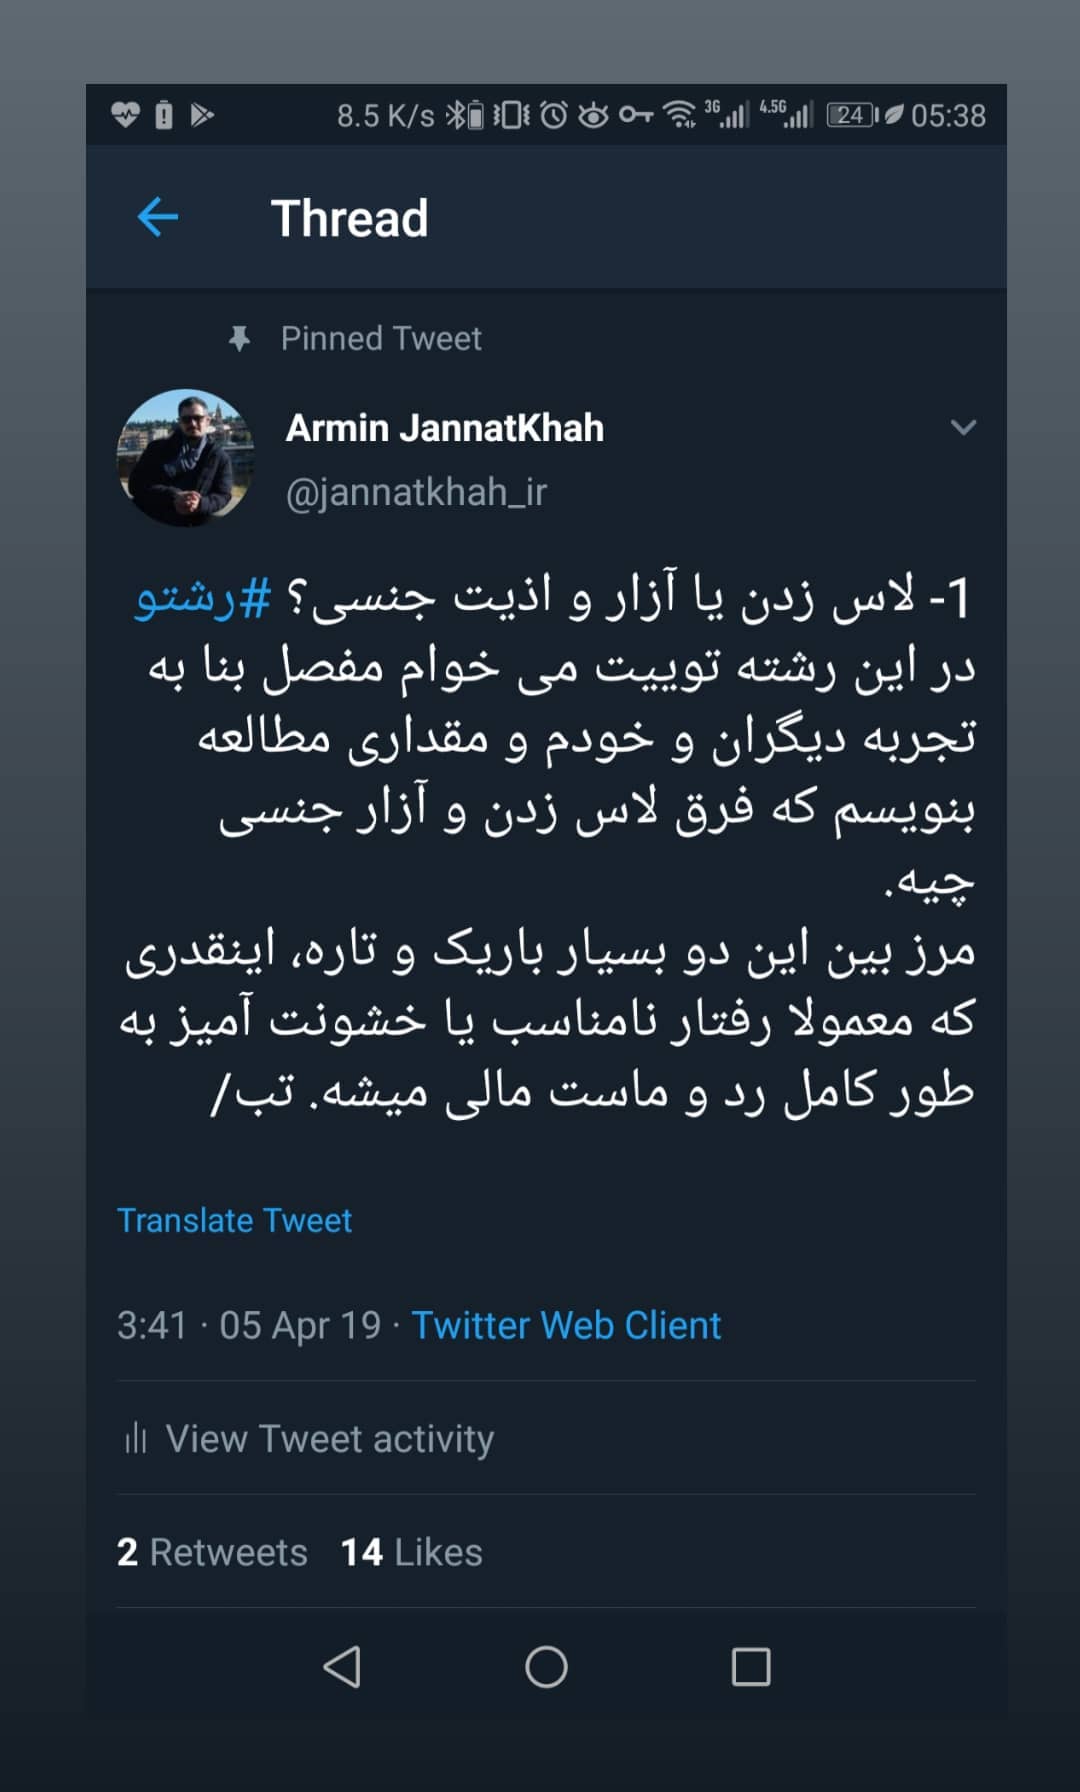 8.5 K/s 3G 4.5G 24 05:38
Thread
Pinned Tweet
Armin JannatKhah
@jannatkhah_ir
1- لاس زدن یا آزار و اذیت جنسی؟ #رشتو
در این رشته توییت می خوام مفصل بنا به
تجربه دیگران و خودم و مقداری مطالعه
بنویسم که فرق لاس زدن و آزار جنسی
چیه.
مرز بین این دو بسیار باریک و تاره، اینقدری
که معمولا رفتار نامناسب یا خشونت آمیز به
طور کامل رد و ماست مالی میشه. تب/
Translate Tweet
3:41 · 05 Apr 19 · Twitter Web Client
View Tweet activity
2 Retweets 14 Likes